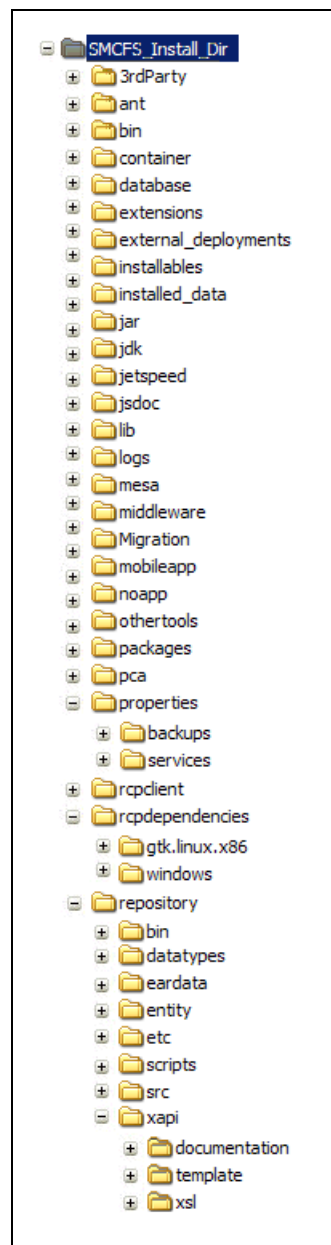 SMCFS_Install_Dir
3rdParty
ant
bin
container
database
extensions
external_deployments
installables
installed_data
jar
jdk
jetspeed
jsdoc
lib
logs
mesa
middleware
Migration
mobileapp
noapp
othertools
packages
pca
properties
backups
services
rcpclient
rcpdependencies
gtk.linux.x86
windows
repository
bin
datatypes
eardata
entity
etc
scripts
src
xapi
documentation
template
xsl